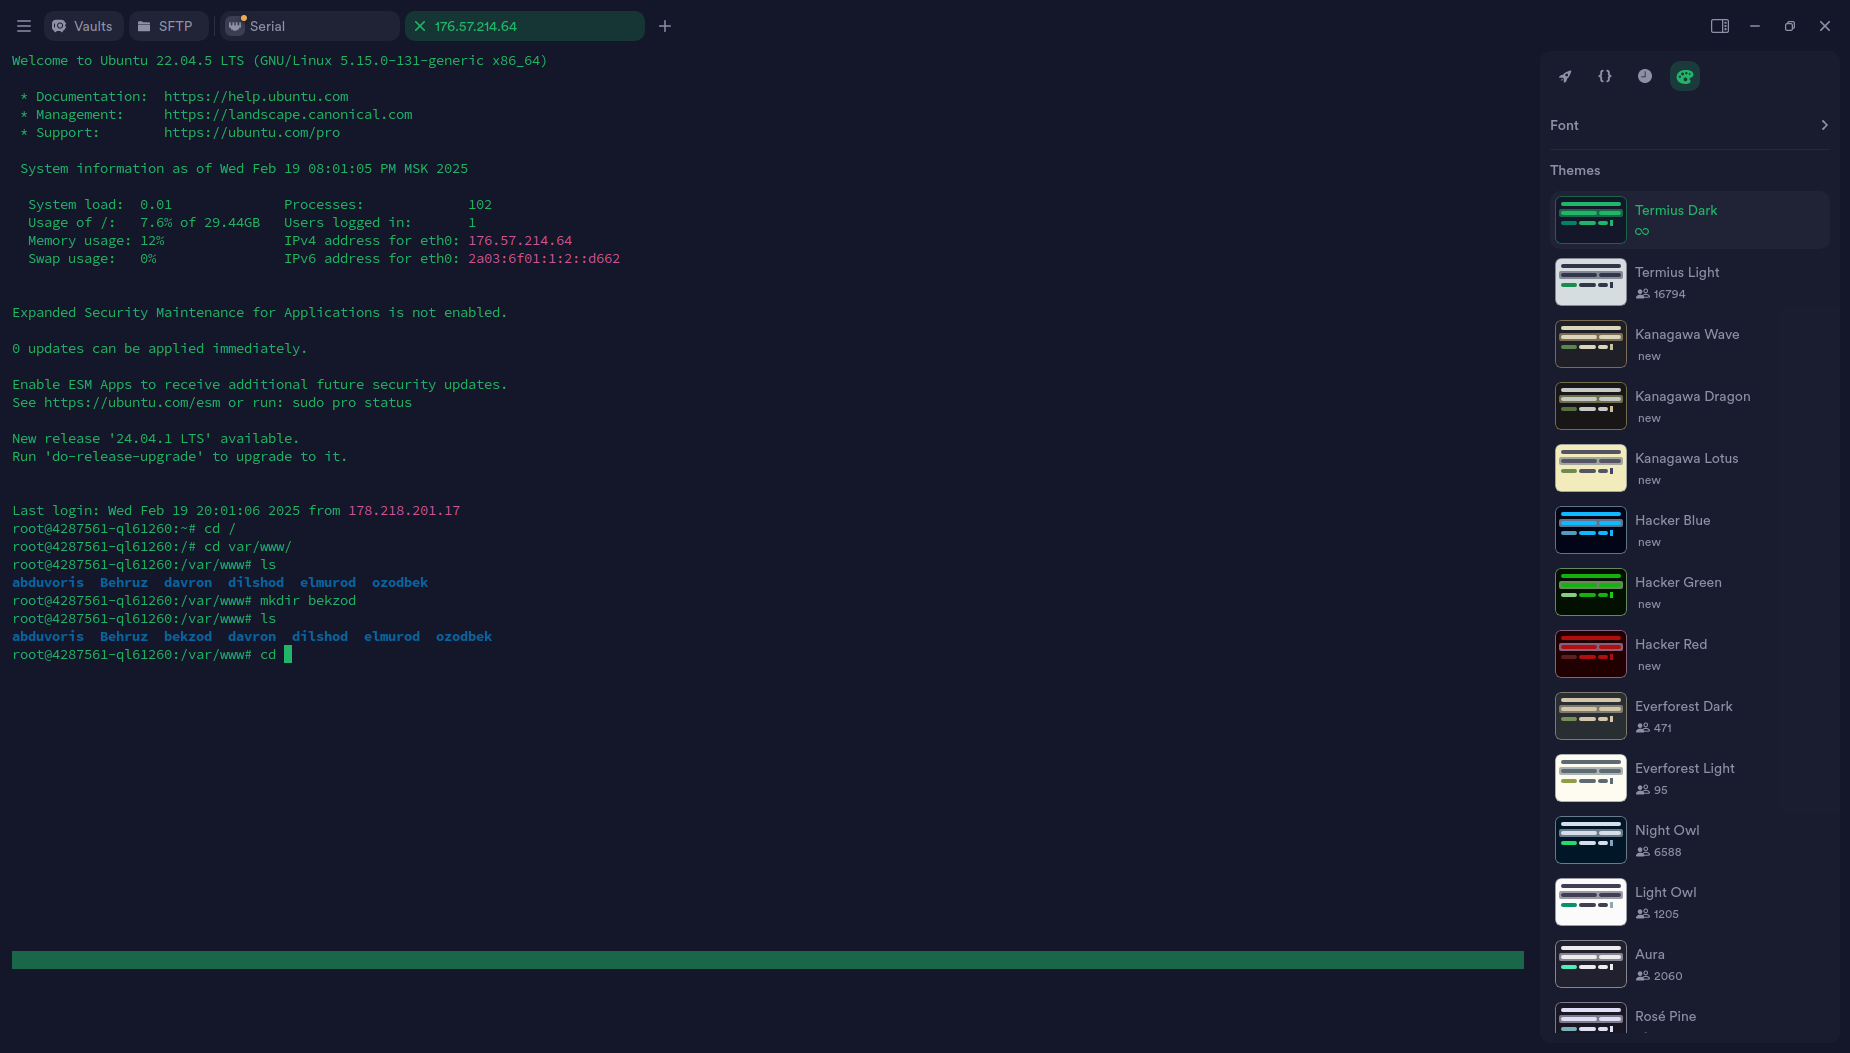 Vaults
SFTP
Serial
176.57.214.64
Welcome to Ubuntu 22.04.5 LTS (GNU/Linux 5.15.0-131-generic x86_64)
* Documentation:  https://help.ubuntu.com
* Management:     https://landscape.canonical.com
* Support:        https://ubuntu.com/pro
System information as of Wed Feb 19 08:01:05 PM MSK 2025
System load:  0.01              Processes:             102
Usage of /:   7.6% of 29.44GB   Users logged in:       1
Memory usage: 12%               IPv4 address for eth0: 176.57.214.64
Swap usage:   0%                IPv6 address for eth0: 2a03:6f01:1:2::d662
Expanded Security Maintenance for Applications is not enabled.
0 updates can be applied immediately.
Enable ESM Apps to receive additional future security updates.
See https://ubuntu.com/esm or run: sudo pro status
New release '24.04.1 LTS' available.
Run 'do-release-upgrade' to upgrade to it.
Last login: Wed Feb 19 20:01:06 2025 from 178.218.201.17
root@4287561-ql61260:~# cd /
root@4287561-ql61260:/# cd var/www/
root@4287561-ql61260:/var/www# ls
abduvoris  Behruz  davron  dilshod  elmurod  ozodbek
root@4287561-ql61260:/var/www# mkdir bekzod
root@4287561-ql61260:/var/www# ls
abduvoris  Behruz  bekzod  davron  dilshod  elmurod  ozodbek
root@4287561-ql61260:/var/www# cd
Font
Themes
Termius Dark
∞
Termius Light
16794
Kanagawa Wave
new
Kanagawa Dragon
new
Kanagawa Lotus
new
Hacker Blue
new
Hacker Green
new
Hacker Red
new
Everforest Dark
471
Everforest Light
95
Night Owl
6588
Light Owl
1205
Aura
2060
Rosé Pine